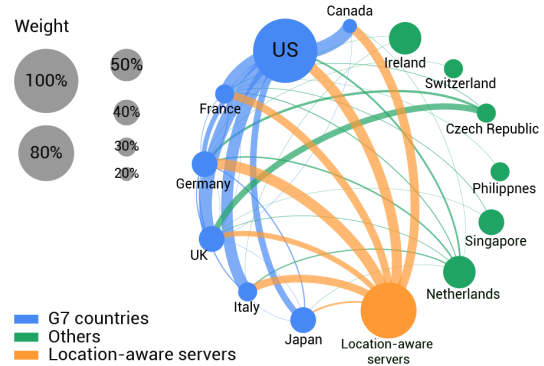 Weight
100%
50%
40%
80%
30%
20%
Canada
US
Ireland
Switzerland
France
Czech Republic
Germany
Philippnes
Singapore
UK
Netherlands
Italy
Japan
Location-aware
servers
G7 countries
Others
Location-aware servers